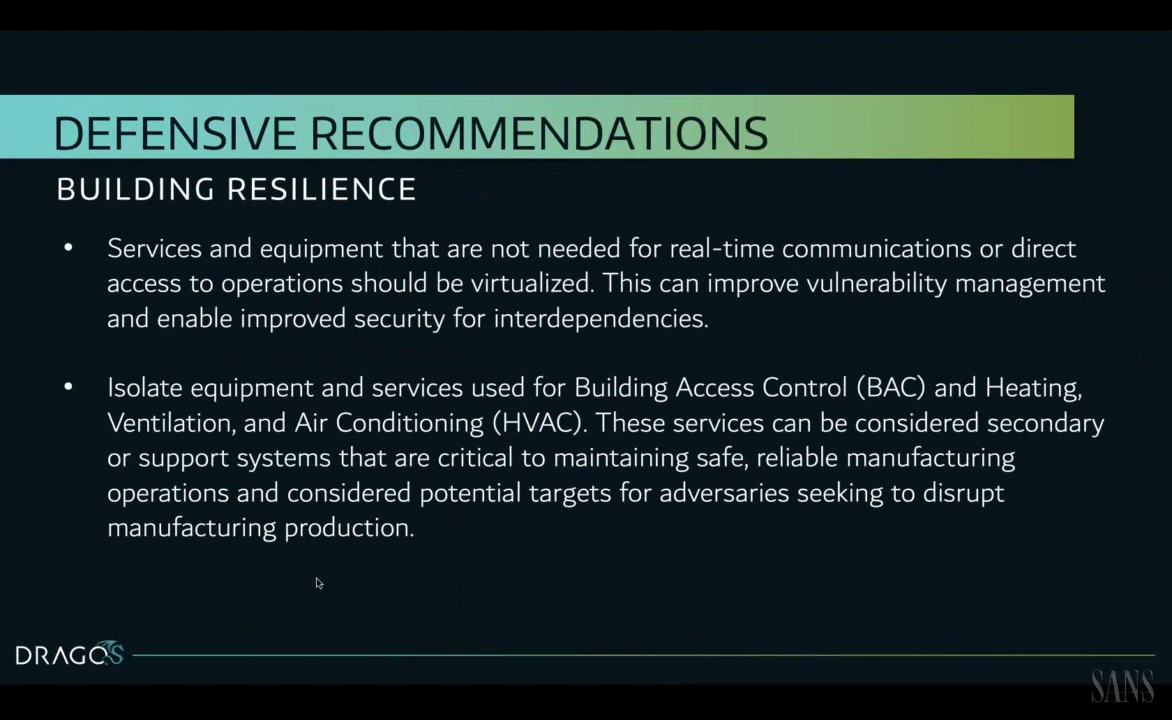 DEFENSIVE RECOMMENDATIONS
BUILDING RESILIENCE
• Services and equipment that are not needed for real-time communications or direct
access to operations should be virtualized. This can improve vulnerability management
and enable improved security for interdependencies.
• Isolate equipment and services used for Building Access Control (BAC) and Heating,
Ventilation, and Air Conditioning (HVAC). These services can be considered secondary
or support systems that are critical to maintaining safe, reliable manufacturing
operations and considered potential targets for adversaries seeking to disrupt
manufacturing production.
DRAGOS
SANS